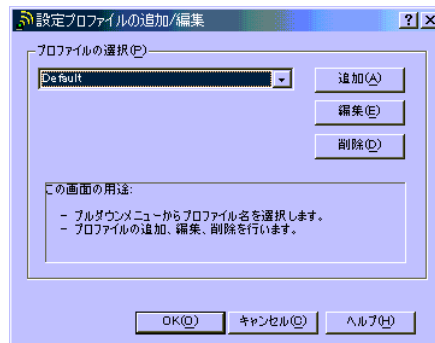 設定プロファイルの追加/編集
プロファイルの選択(P)
Default
追加(A)
編集(E)
削除(D)
この画面の用途:
- プルダウンメニューからプロファイル名を選択します。
- プロファイルの追加、編集、削除を行います。
OK(O) キャンセル(C) ヘルプ(H)